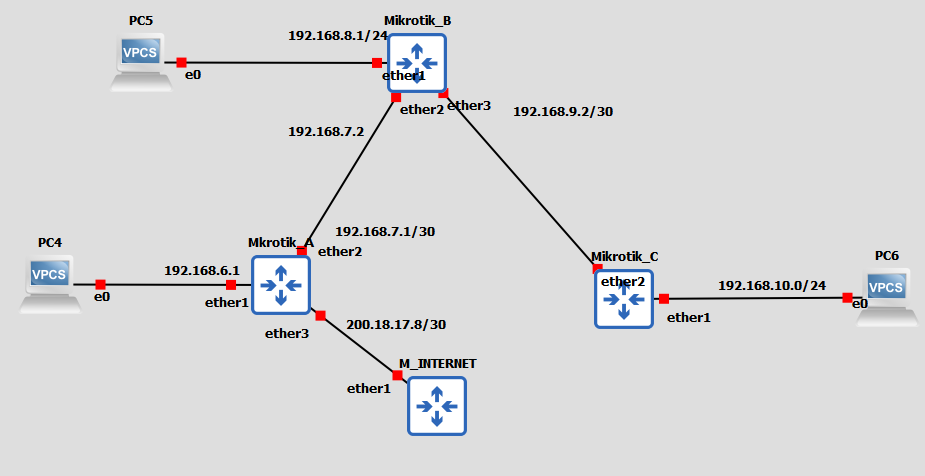 PC5
Mikrotik_B
192.168.8.1/24
VPCS
e0
ether1
ether2
ether3
192.168.9.2/30
192.168.7.2
192.168.7.1/30
Mkrotik_A
ether2
PC4
192.168.6.1
VPCS
e0
ether1
ether3
200.18.17.8/30
M_INTERNET
ether1
Mikrotik_C
ether2
192.168.10.0/24
PC6
VPCS
e0
ether1